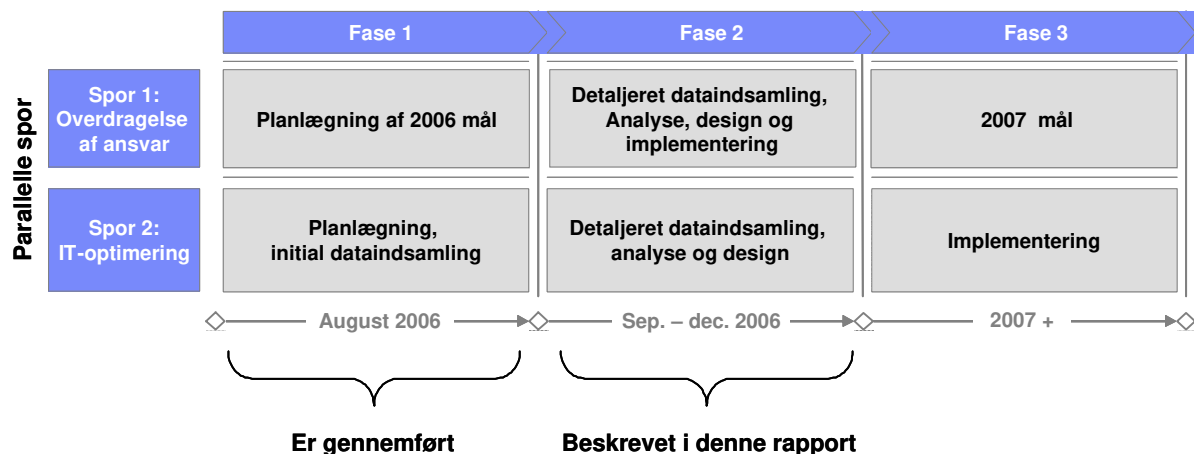 Fase 1
Fase 2
Fase 3
Parallelle spor
Spor 1:
Overdragelse
af ansvar
Planlægning af 2006 mål
Detaljeret dataindsamling,
Analyse, design og
implementering
2007 mål
Spor 2:
IT-optimering
Planlægning,
initial dataindsamling
Detaljeret dataindsamling,
analyse og design
Implementering
August 2006
Sep. – dec. 2006
2007 +
Er gennemført
Beskrevet i denne rapport